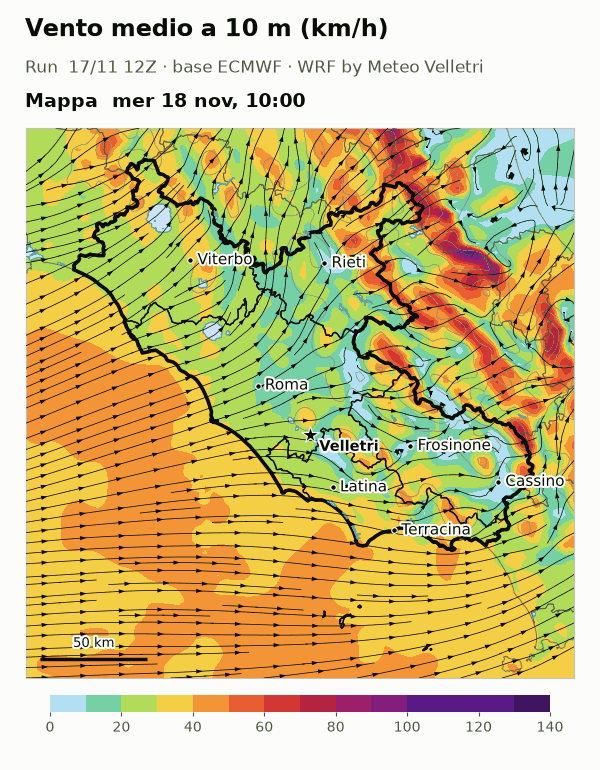 Vento medio a 10 m (km/h)
Run  17/11 12Z · base ECMWF · WRF by Meteo Velletri
Mappa  mer 18 nov, 10:00
Viterbo
Rieti
Roma
Velletri
Frosinone
Cassino
Latina
Terracina
50 km
0 20 40 60 80 100 120 140